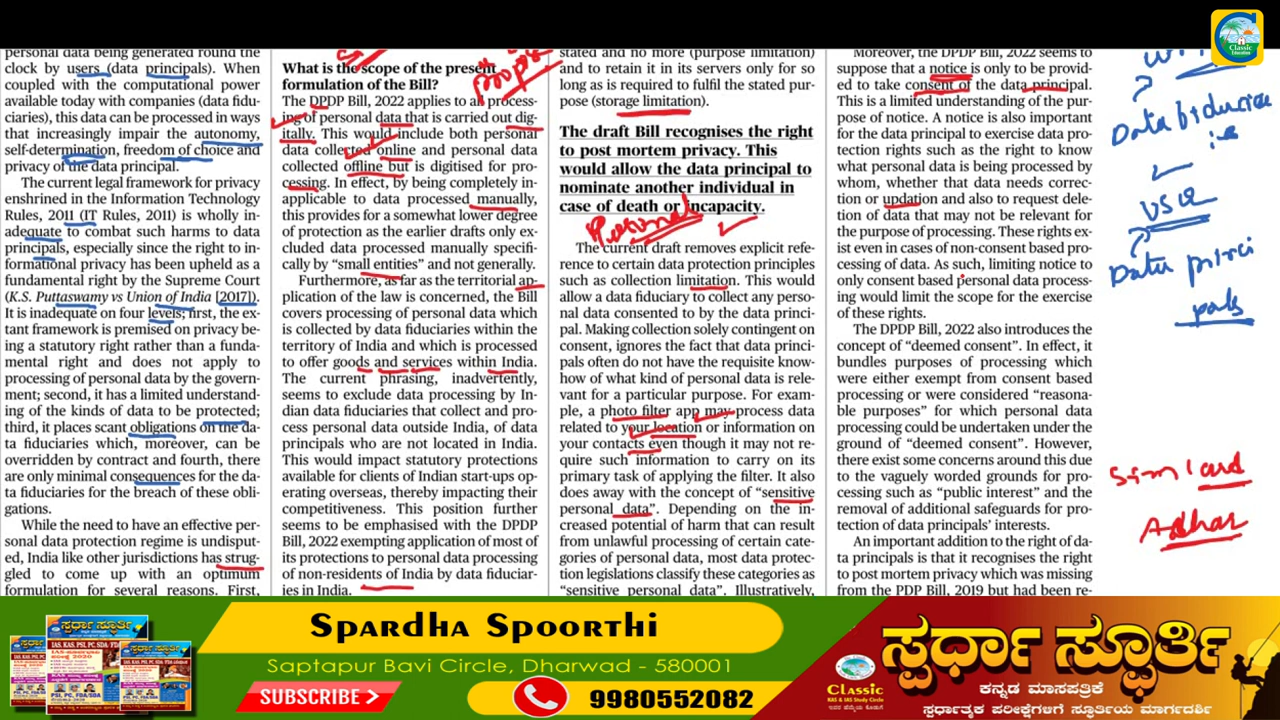 personal data being generated round the
clock by users (data principals). When
coupled with the computational power
available today with companies (data fidu-
ciaries), this data can be processed in ways
that increasingly impair the autonomy,
self-determination, freedom of choice and
privacy of the data principal.
The current legal framework for privacy
enshrined in the Information Technology
Rules, 2011 (IT Rules, 2011) is wholly in-
adequate to combat such harms to data
principals, especially since the right to in-
formational privacy has been upheld as a
fundamental right by the Supreme Court
(K.S. Puttaswamy vs Union of India [2017]).
It is inadequate on four levels; first, the ex-
tant framework is premised on privacy be-
ing a statutory right rather than a funda-
mental right and does not apply to
processing of personal data by the govern-
ment; second, it has a limited understand-
ing of the kinds of data to be protected;
third, it places scant obligations on the da-
ta fiduciaries which, moreover, can be
overridden by contract and fourth, there
are only minimal consequences for the da-
ta fiduciaries for the breach of these obli-
gations.
While the need to have an effective per-
sonal data protection regime is undisput-
ed, India like other jurisdictions has strug-
gled to come up with an optimum
formulation for several reasons. First,
What is the scope of the present
formulation of the Bill?
The DPDP Bill, 2022 applies to all process-
ing of personal data that is carried out dig-
itally. This would include both personal
data collected online and personal data
collected offline but is digitised for pro-
cessing. In effect, by being completely in-
applicable to data processed manually,
this provides for a somewhat lower degree
of protection as the earlier drafts only ex-
cluded data processed manually specifi-
cally by “small entities” and not generally.
Furthermore, as far as the territorial ap-
plication of the law is concerned, the Bill
covers processing of personal data which
is collected by data fiduciaries within the
territory of India and which is processed
to offer goods and services within India.
The current phrasing, inadvertently,
seems to exclude data processing by In-
dian data fiduciaries that collect and pro-
cess personal data outside India, of data
principals who are not located in India.
This would impact statutory protections
available for clients of Indian start-ups op-
erating overseas, thereby impacting their
competitiveness. This position further
seems to be emphasised with the DPDP
Bill, 2022 exempting application of most of
its protections to personal data processing
of non-residents of India by data fiduciar-
ies in India.
stated and no more (purpose limitation)
and to retain it in its servers only for so
long as is required to fulfil the stated pur-
pose (storage limitation).
The draft Bill recognises the right
to post mortem privacy. This
would allow the data principal to
nominate another individual in
case of death or incapacity.
Personal
The current draft removes explicit refe-
rence to certain data protection principles
such as collection limitation. This would
allow a data fiduciary to collect any perso-
nal data consented to by the data princi-
pal. Making collection solely contingent on
consent, ignores the fact that data princi-
pals often do not have the requisite know-
how of what kind of personal data is rele-
vant for a particular purpose. For exam-
ple, a photo filter app may process data
related to your location or information on
your contacts even though it may not re-
quire such information to carry on its
primary task of applying the filter. It also
does away with the concept of “sensitive
personal data”. Depending on the in-
creased potential of harm that can result
from unlawful processing of certain cate-
gories of personal data, most data protec-
tion legislations classify these categories as
“sensitive personal data”. Illustratively,
Moreover, the DPDP Bill, 2022 seems to
suppose that a notice is only to be provid-
ed to take consent of the data principal.
This is a limited understanding of the pur-
pose of notice. A notice is also important
for the data principal to exercise data pro-
tection rights such as the right to know
what personal data is being processed by
whom, whether that data needs correc-
tion or updation and also to request dele-
tion of data that may not be relevant for
the purpose of processing. These rights ex-
ist even in cases of non-consent based pro-
cessing of data. As such, limiting notice to
only consent based personal data process-
ing would limit the scope for the exercise
of these rights.
The DPDP Bill, 2022 also introduces the
concept of “deemed consent”. In effect, it
bundles purposes of processing which
were either exempt from consent based
processing or were considered “reasona-
ble purposes” for which personal data
processing could be undertaken under the
ground of “deemed consent”. However,
there exist some concerns around this due
to the vaguely worded grounds for pro-
cessing such as “public interest” and the
removal of additional safeguards for pro-
tection of data principals’ interests.
An important addition to the right of da-
ta principals is that it recognises the right
to post mortem privacy which was missing
from the PDP Bill, 2019 but had been re-
Data
Data princi
pals
Sim card
Adhar
Classic
Education
Spardha Spoorthi
Saptapur Bavi Circle Dharwad - 580001
SUBSCRIBE >
9980552082
Classic
KAS & IAS Study Circle
ಸ್ಪರ್ಧಾ ಸ್ಫೂರ್ತಿ
ಕನ್ನಡ ಮಾಸಪತ್ರಿಕೆ
ಸ್ಪರ್ಧಾತ್ಮಕ ಪರೀಕ್ಷೆಗಳಿಗೆ ಸ್ಫೂರ್ತಿಯ ಮಾರ್ಗದರ್ಶಿ